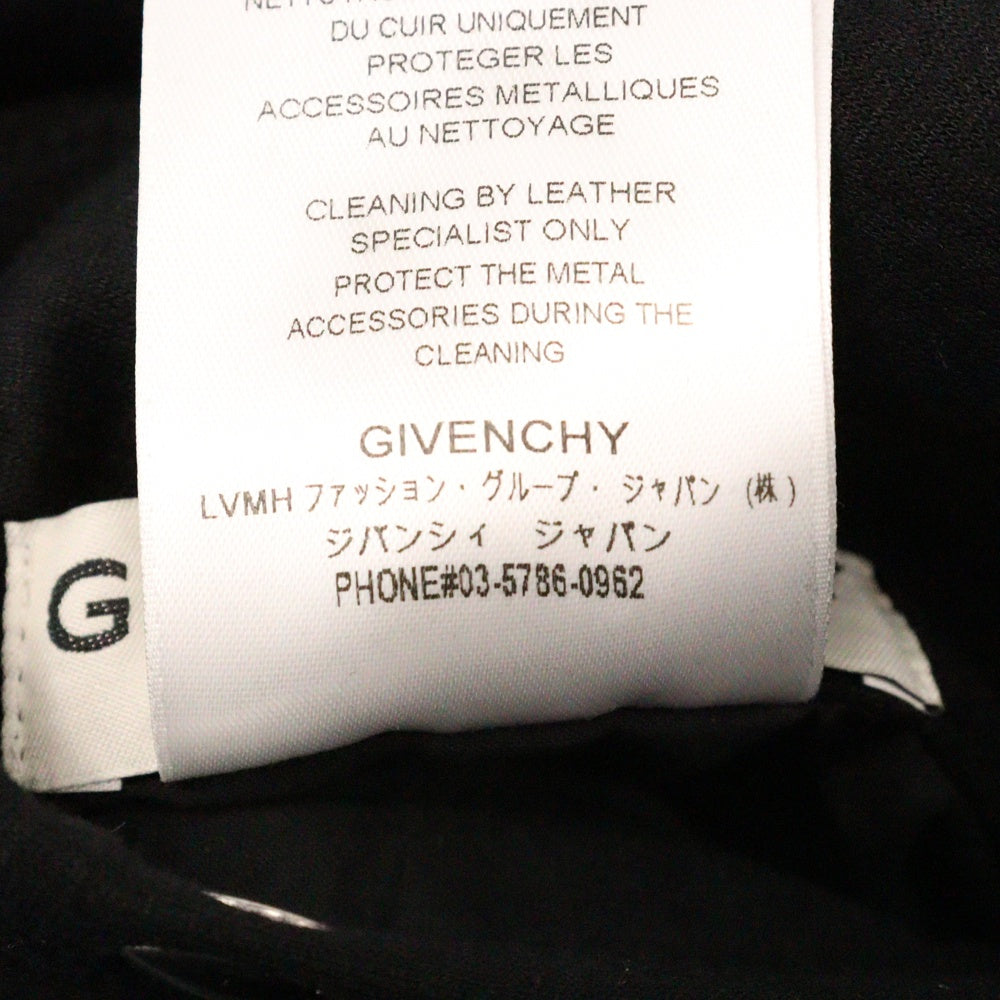 DU CUIR UNIQUEMENT
PROTEGER LES
ACCESSOIRES METALLIQUES
AU NETTOYAGE
CLEANING BY LEATHER
SPECIALIST ONLY
PROTECT THE METAL
ACCESSORIES DURING THE
CLEANING
GIVENCHY
LVMH ファッション・グループ・ジャパン (株)
ジバンシィ ジャパン
PHONE#03-5786-0962
G